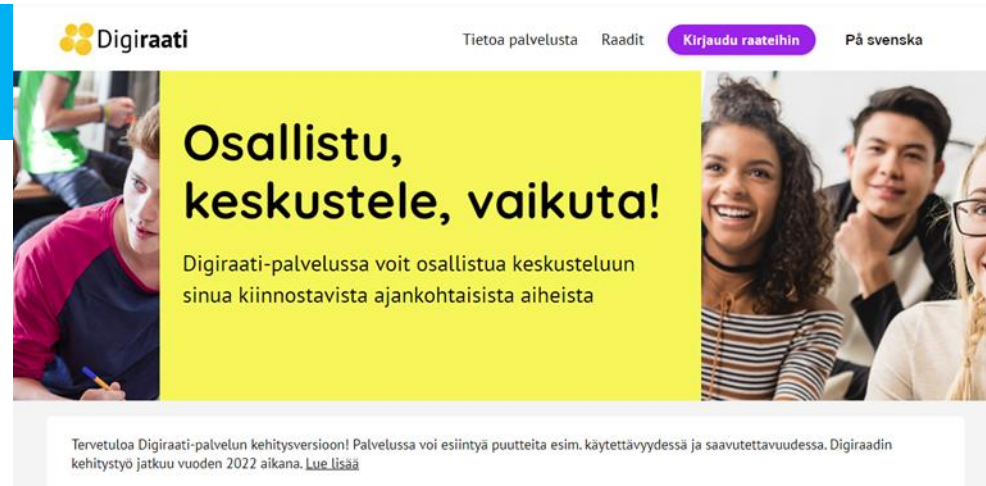 Digiraati
Tietoa palvelusta Raadit Kirjaudu raateihin På svenska
Osallistu,
keskustele, vaikuta!
Digiraati-palvelussa voit osallistua keskusteluun
sinua kiinnostavista ajankohtaisista aiheista
Tervetuloa Digiraati-palvelun kehitysversioon! Palvelussa voi esiintyä puutteita esim. käytettävyydessä ja saavutettavuudessa. Digiraadin
kehitystyö jatkuu vuoden 2022 aikana. Lue lisää